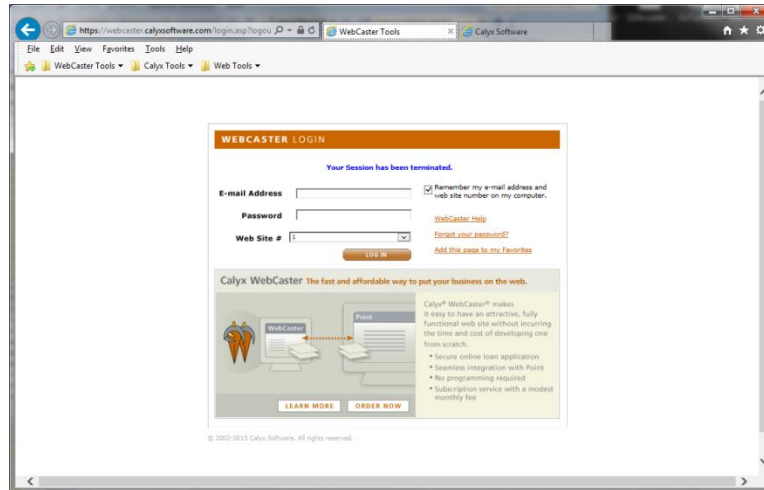 https://webcaster.calyxsoftware.com/login.asp?logou
WebCaster Tools
Calyx Software
File Edit View Favorites Tools Help
WebCaster Tools Calyx Tools Web Tools
WEBCASTER LOGIN
Your Session has been terminated.
E-mail Address
Remember my e-mail address and
web site number on my computer.
Password
WebCaster Help
Web Site # 1
Forgot your password?
LOG IN
Add this page to my Favorites
Calyx WebCaster The fast and affordable way to put your business on the web.
WebCaster
Point
Calyx® WebCaster® makes
it easy to have an attractive, fully
functional web site without incurring
the time and cost of developing one
from scratch.
• Secure online loan application
• Seamless integration with Point
• No programming required
• Subscription service with a modest
monthly fee
LEARN MORE ORDER NOW
© 2002-2013 Calyx Software. All rights reserved.